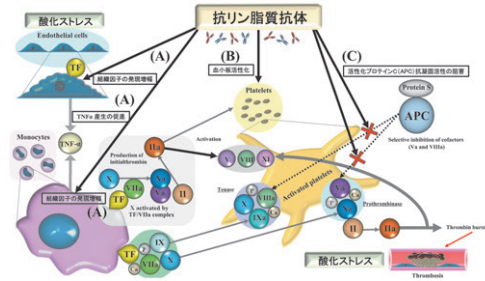 抗リン脂質抗体
酸化ストレス
Endothelial cells
TF
(A)
組織因子の発現増幅
(B)
血小板活性化
(C)
活性化プロテインC(APC)抗凝固活性の阻害
Protein S
APC
Selective inhibition of cofactors
(Va and VIIIa)
Platelets
(A)
TNFα 産生の促進
TNF-α
Monocytes
Production of
initialthrombin
IIa
Activation
V
VIII
XI
X
Xa
VIIa
TF
Va
II
X activated by
TF/VIIa complex
組織因子の発現増幅
(A)
Activated platelets
Tenase
VIIIa
X
IXa
Ca
Va
Xa
Ca
Prothrombinase
II
IIa
Thrombin burst
TF
IX
VIIa
X
Ca
酸化ストレス
Thrombosis